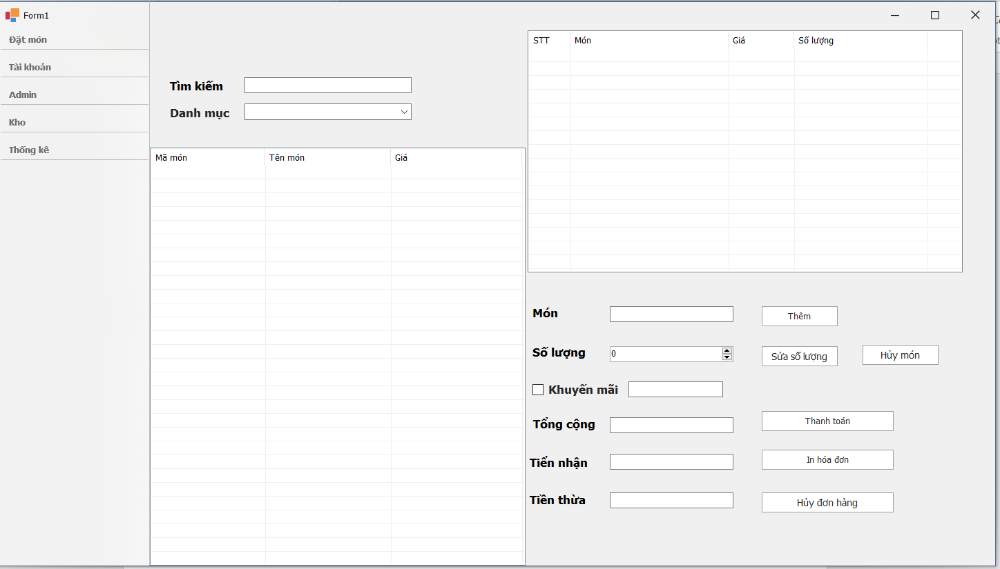 Form1
Đặt món
Tài khoản
Admin
Kho
Thống kê
Tìm kiếm
Danh mục
Mã món Tên món Giá
STT Món Giá Số lượng
Món
Thêm
Số lượng
0
Sửa số lượng
Hủy món
Khuyến mãi
Tổng cộng
Thanh toán
Tiển nhận
In hóa đơn
Tiền thừa
Hủy đơn hàng